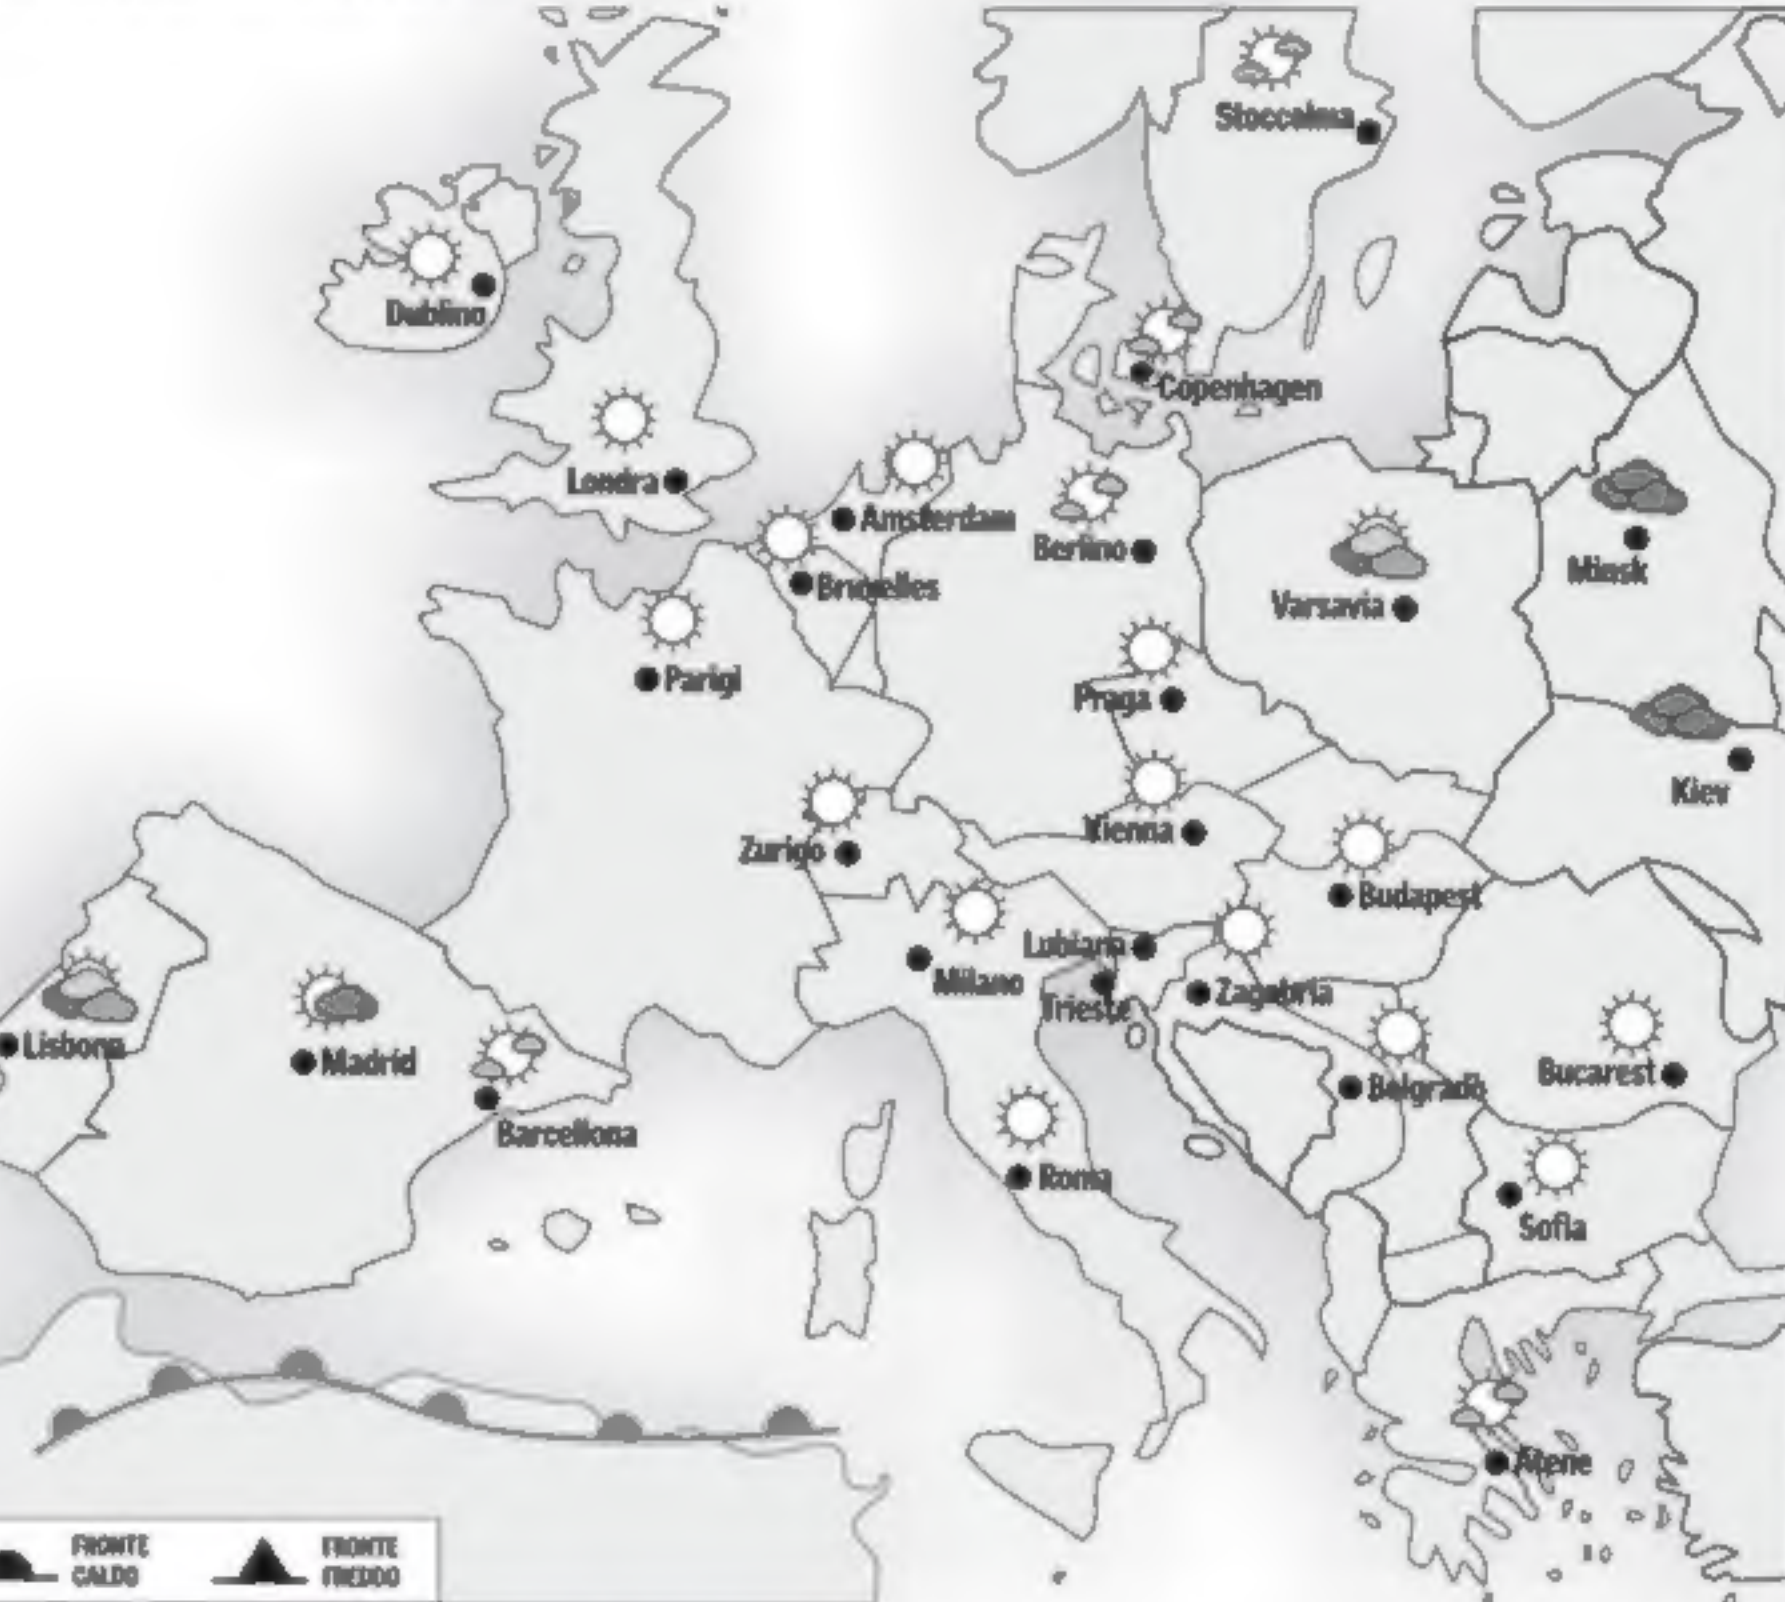 Stoccolma
Dublino
Copenhagen
Londra
Amsterdam
Berlino
Bruxelles
Minsk
Varsavia
Parigi
Praga
Kiev
Vienna
Zurigo
Budapest
Lubiana
Milano
Trieste
Zagabria
Lisbona
Madrid
Belgrado
Bucarest
Barcellona
Roma
Sofia
Atene
FRONTE
CALDO
FRONTE
FREDDO